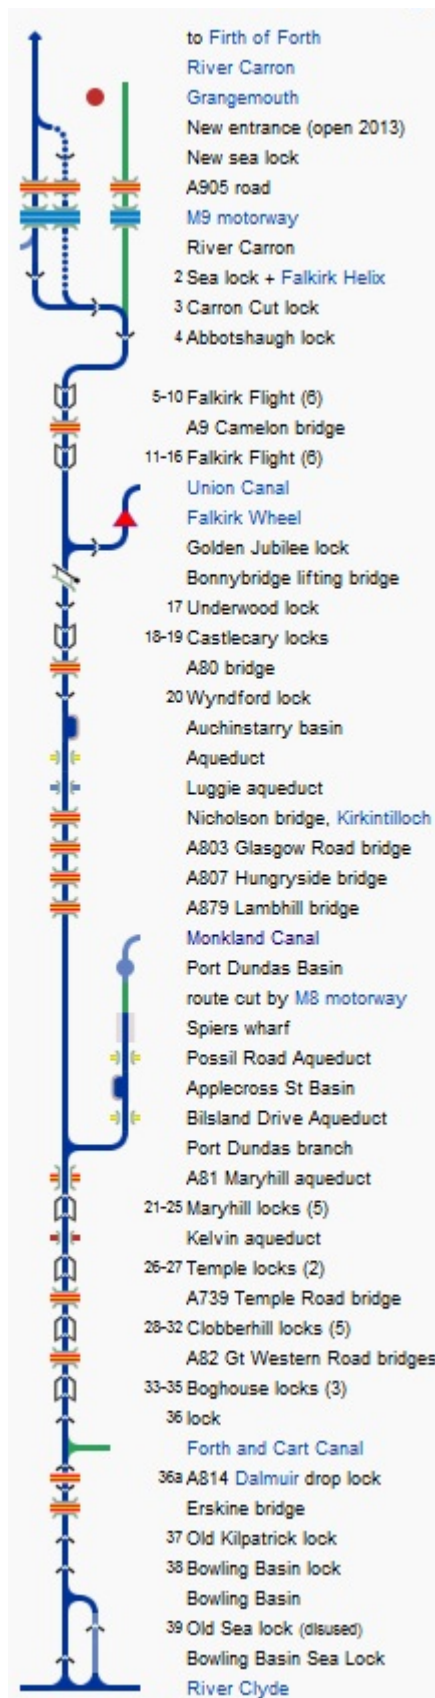 to Firth of Forth
River Carron
Grangemouth
New entrance (open 2013)
New sea lock
A905 road
M9 motorway
River Carron
2 Sea lock + Falkirk Helix
3 Carron Cut lock
4 Abbotshaugh lock
5-10 Falkirk Flight (6)
A9 Camelon bridge
11-16 Falkirk Flight (6)
Union Canal
Falkirk Wheel
Golden Jubilee lock
Bonnybridge lifting bridge
17 Underwood lock
18-19 Castlecary locks
A80 bridge
20 Wyndford lock
Auchinstarry basin
Aqueduct
Luggie aqueduct
Nicholson bridge, Kirkintilloch
A803 Glasgow Road bridge
A807 Hungryside bridge
A879 Lambhill bridge
Monkland Canal
Port Dundas Basin
route cut by M8 motorway
Spiers wharf
Possil Road Aqueduct
Applecross St Basin
Bilsland Drive Aqueduct
Port Dundas branch
A81 Maryhill aqueduct
21-25 Maryhill locks (5)
Kelvin aqueduct
26-27 Temple locks (2)
A739 Temple Road bridge
28-32 Clobberhill locks (5)
A82 Gt Western Road bridges
33-35 Boghouse locks (3)
36 lock
Forth and Cart Canal
36a A814 Dalmuir drop lock
Erskine bridge
37 Old Kilpatrick lock
38 Bowling Basin lock
Bowling Basin
39 Old Sea lock (disused)
Bowling Basin Sea Lock
River Clyde